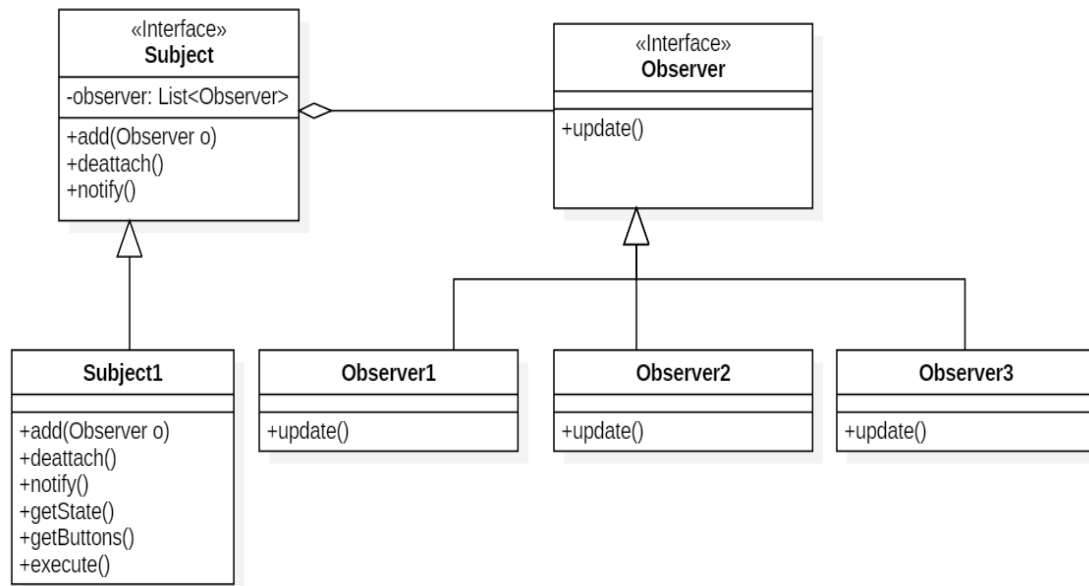 «Interface»
Subject
-observer: List<Observer>
+add(Observer o)
+deattach()
+notify()
«Interface»
Observer
+update()
Subject1
+add(Observer o)
+deattach()
+notify()
+getState()
+getButtons()
+execute()
Observer1
+update()
Observer2
+update()
Observer3
+update()